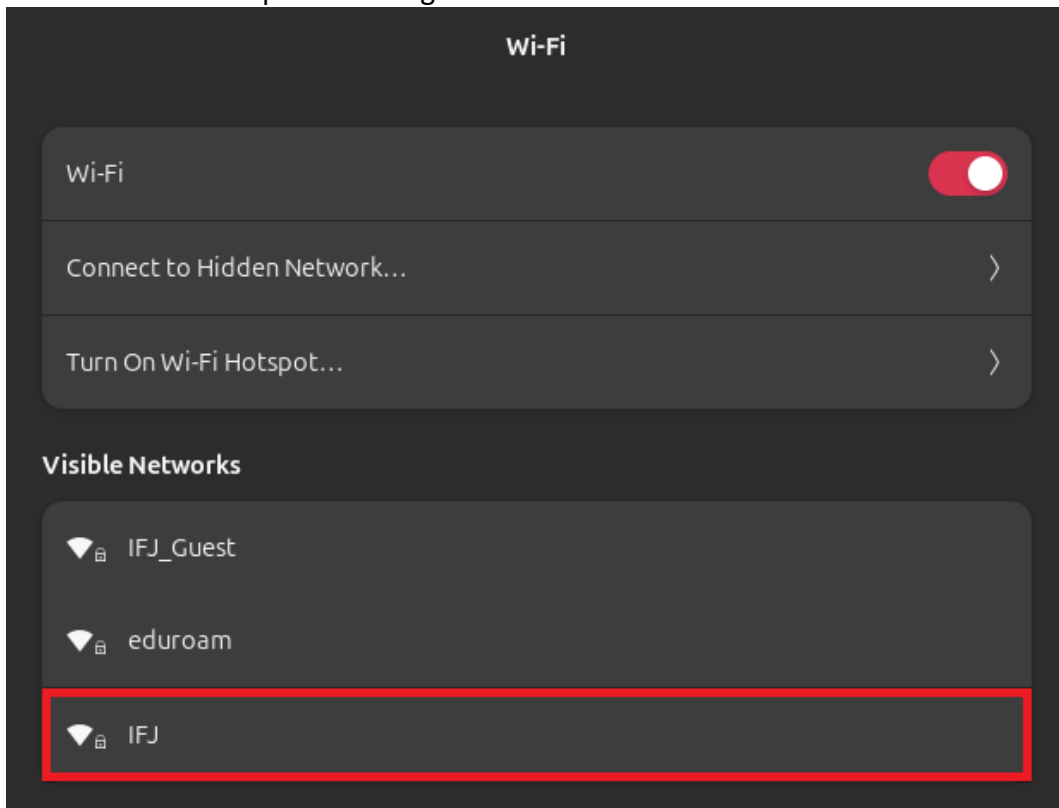 Wi-Fi
Wi-Fi
Connect to Hidden Network...
Turn On Wi-Fi Hotspot...
Visible Networks
IFJ_Guest
eduroam
IFJ